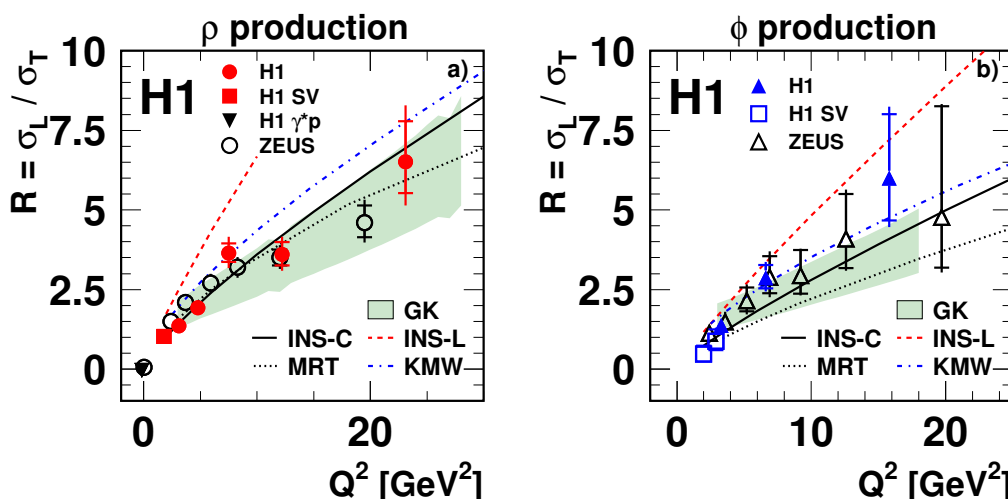 ρ production
R = σL / σT
10
7.5
5
2.5
0
H1
a)
H1
H1 SV
H1 γ*p
ZEUS
GK
INS-C
INS-L
MRT
KMW
0
10
20
Q² [GeV²]
ϕ production
R = σL / σT
10
7.5
5
2.5
0
H1
b)
H1
H1 SV
ZEUS
GK
INS-C
INS-L
MRT
KMW
0
10
20
Q² [GeV²]